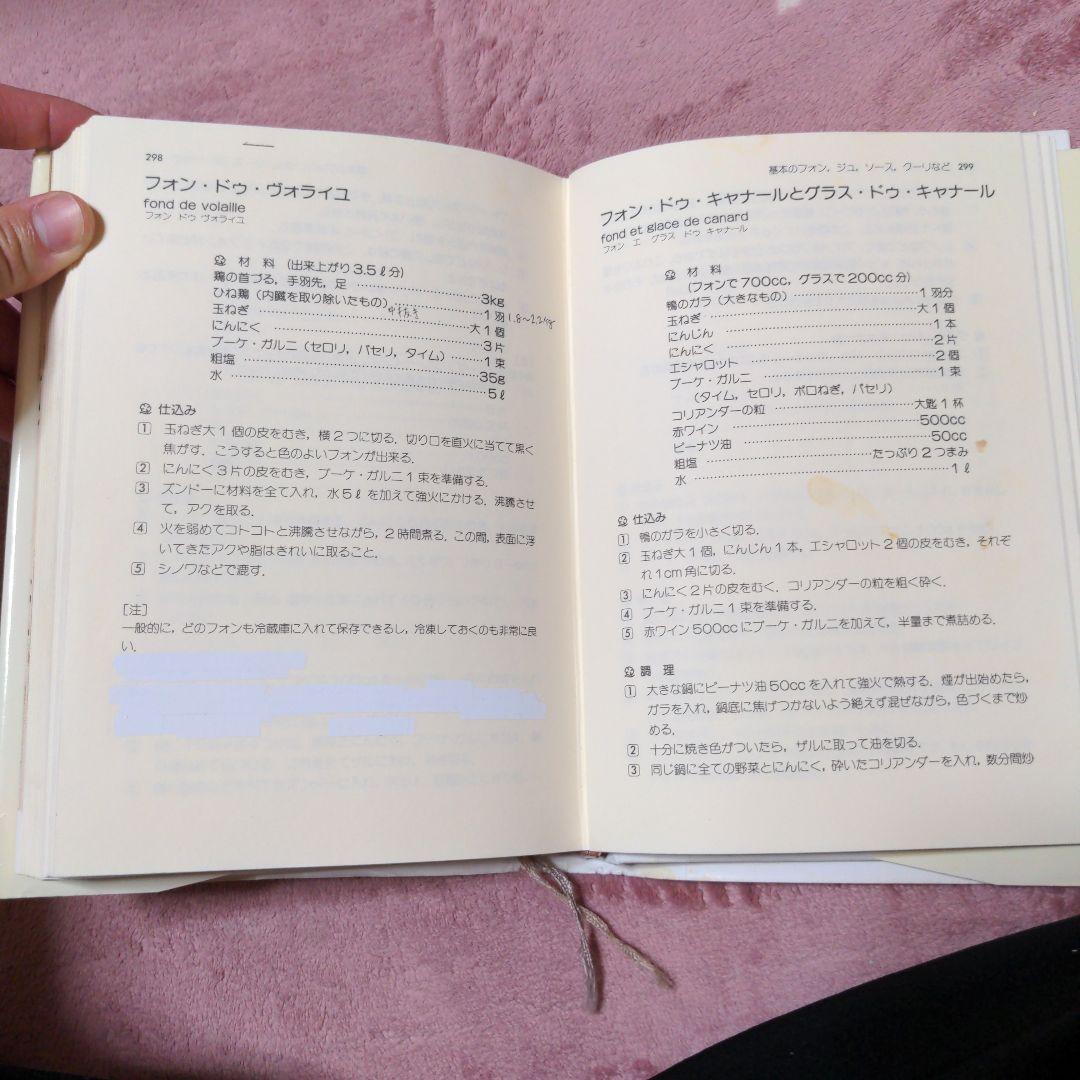 298
フォン・ドゥ・ヴォライユ
fond de volaille
フォン ドゥ ヴォライユ
材 料 (出来上がり3.5ℓ分)
鶏の首づる,手羽先,足 ……………………3kg
ひね鶏(内臓を取り除いたもの)……………1羽 1.8〜2.2kg
中抜き
玉ねぎ ……………………大1個
にんにく ……………………3片
ブーケ・ガルニ(セロリ,パセリ,タイム)………1束
粗塩 ……………………35g
水 ……………………5ℓ
仕込み
1 玉ねぎ大1個の皮をむき,横2つに切る.切り口を直火に当てて黒く
焦がす.こうすると色のよいフォンが出来る.
2 にんにく3片の皮をむき,ブーケ・ガルニ1束を準備する.
3 ズンドーに材料を全て入れ,水5ℓを加えて強火にかける.沸騰させ
て,アクを取る.
4 火を弱めてコトコトと沸騰させながら,2時間煮る.この間,表面に浮
いてきたアクや脂はきれいに取ること.
5 シノワなどで漉す.
[注]
一般的に,どのフォンも冷蔵庫に入れて保存できるし,冷凍しておくのも非常に良
い.
基本のフォン,ジュ,ソース,クーリなど 299
フォン・ドゥ・キャナールとグラス・ドゥ・キャナール
fond et glace de canard
フォン エ グラス ドゥ キャナール
材 料
(フォンで700cc,グラスで200cc分)
鴨のガラ(大きなもの)……………………1羽分
玉ねぎ ……………………大1個
にんじん ……………………1本
にんにく ……………………2片
エシャロット ……………………2個
ブーケ・ガルニ ……………………1束
(タイム,セロリ,ポロねぎ,パセリ)
コリアンダーの粒 ……………………大匙1杯
赤ワイン ……………………500cc
ピーナツ油 ……………………50cc
粗塩 ……………………たっぷり2つまみ
水 ……………………1ℓ
仕込み
1 鴨のガラを小さく切る.
2 玉ねぎ大1個,にんじん1本,エシャロット2個の皮をむき,それぞ
れ1cm角に切る.
3 にんにく2片の皮をむく.コリアンダーの粒を粗く砕く.
4 ブーケ・ガルニ1束を準備する.
5 赤ワイン500ccにブーケ・ガルニを加えて,半量まで煮詰める.
調 理
1 大きな鍋にピーナツ油50ccを入れて強火で熱する.煙が出始めたら,
ガラを入れ,鍋底に焦げつかないよう絶えず混ぜながら,色づくまで炒
める.
2 十分に焼き色がついたら,ザルに取って油を切る.
3 同じ鍋に全ての野菜とにんにく,砕いたコリアンダーを入れ,数分間炒